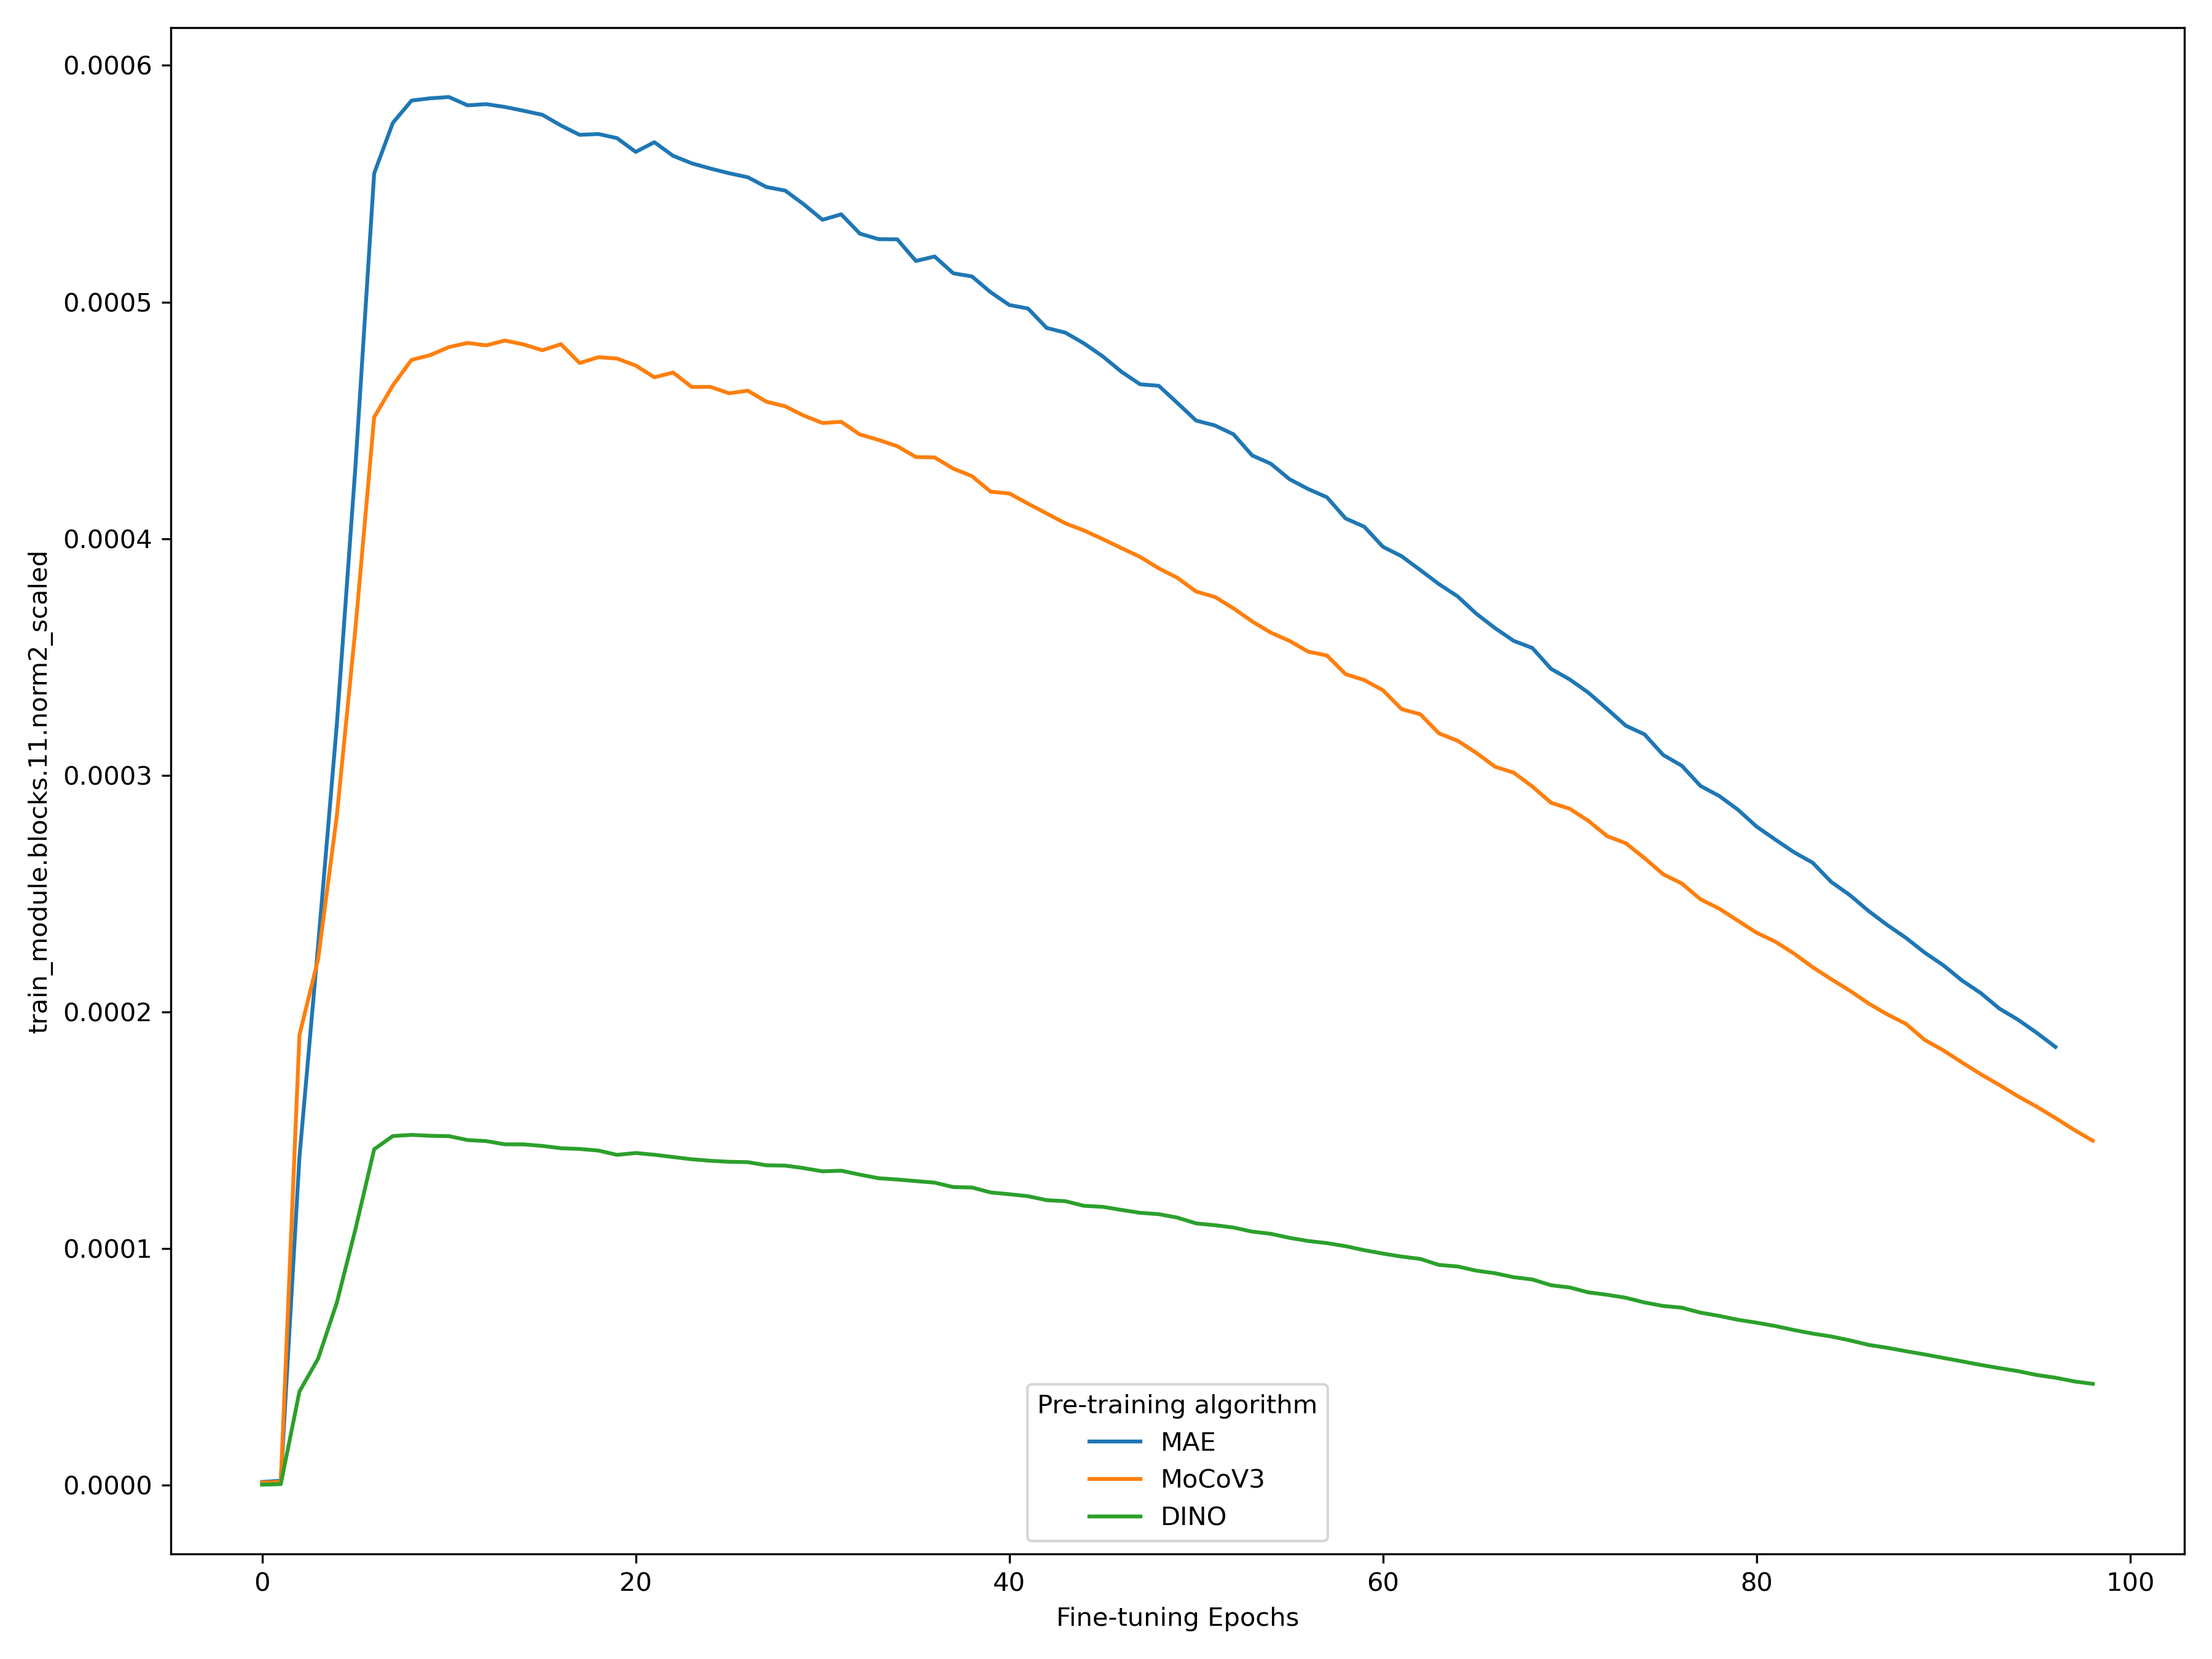 0.0006
0.0005
0.0004
0.0003
0.0002
0.0001
0.0000
train_module.blocks.11.norm2_scaled
Pre-training algorithm
MAE
MoCoV3
DINO
0 20 40 60 80 100
Fine-tuning Epochs